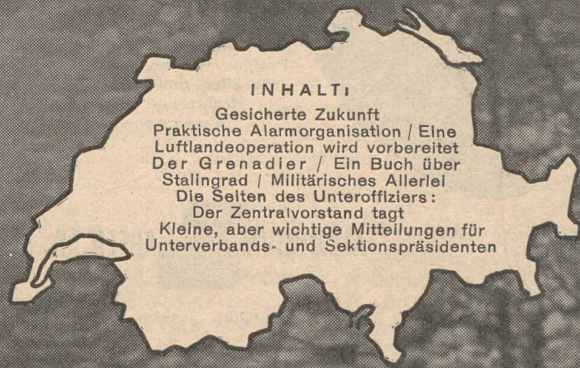 INHALT:
Gesicherte Zukunft
Praktische Alarmorganisation / Eine
Luftlandeoperation wird vorbereitet
Der Grenadier / Ein Buch über
Stalingrad / Militärisches Allerlei
Die Seiten des Unteroffiziers:
Der Zentralvorstand tagt
Kleine, aber wichtige Mitteilungen für
Unterverbands- und Sektionspräsidenten